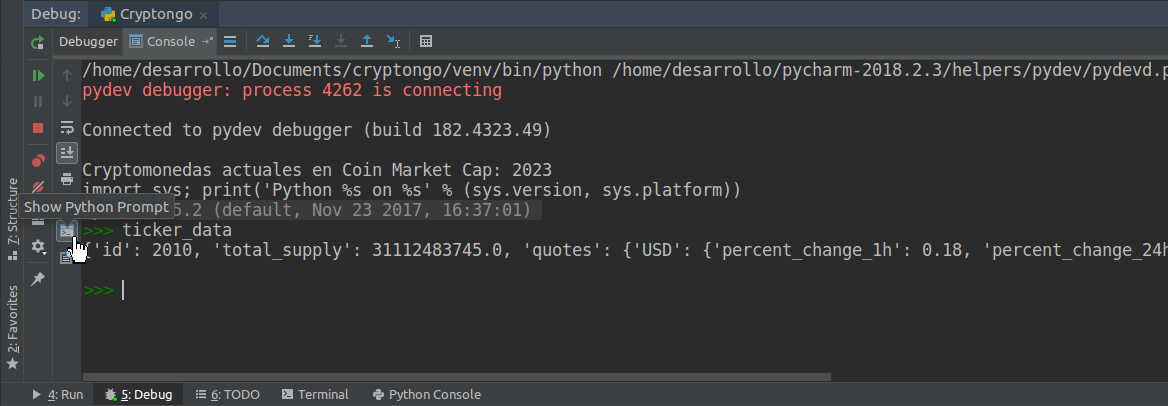 Debug: Cryptongo
Debugger Console
/home/desarrollo/Documents/cryptongo/venv/bin/python /home/desarrollo/pycharm-2018.2.3/helpers/pydev/pydevd.p
pydev debugger: process 4262 is connecting
Connected to pydev debugger (build 182.4323.49)
Cryptomonedas actuales en Coin Market Cap: 2023
import sys; print('Python %s on %s' % (sys.version, sys.platform))
Show Python Prompt
5.2 (default, Nov 23 2017, 16:37:01)
>>> ticker_data
{'id': 2010, 'total_supply': 31112483745.0, 'quotes': {'USD': {'percent_change_1h': 0.18, 'percent_change_24h
>>>
7: Structure
2: Favorites
4: Run 5: Debug 6: TODO Terminal Python Console